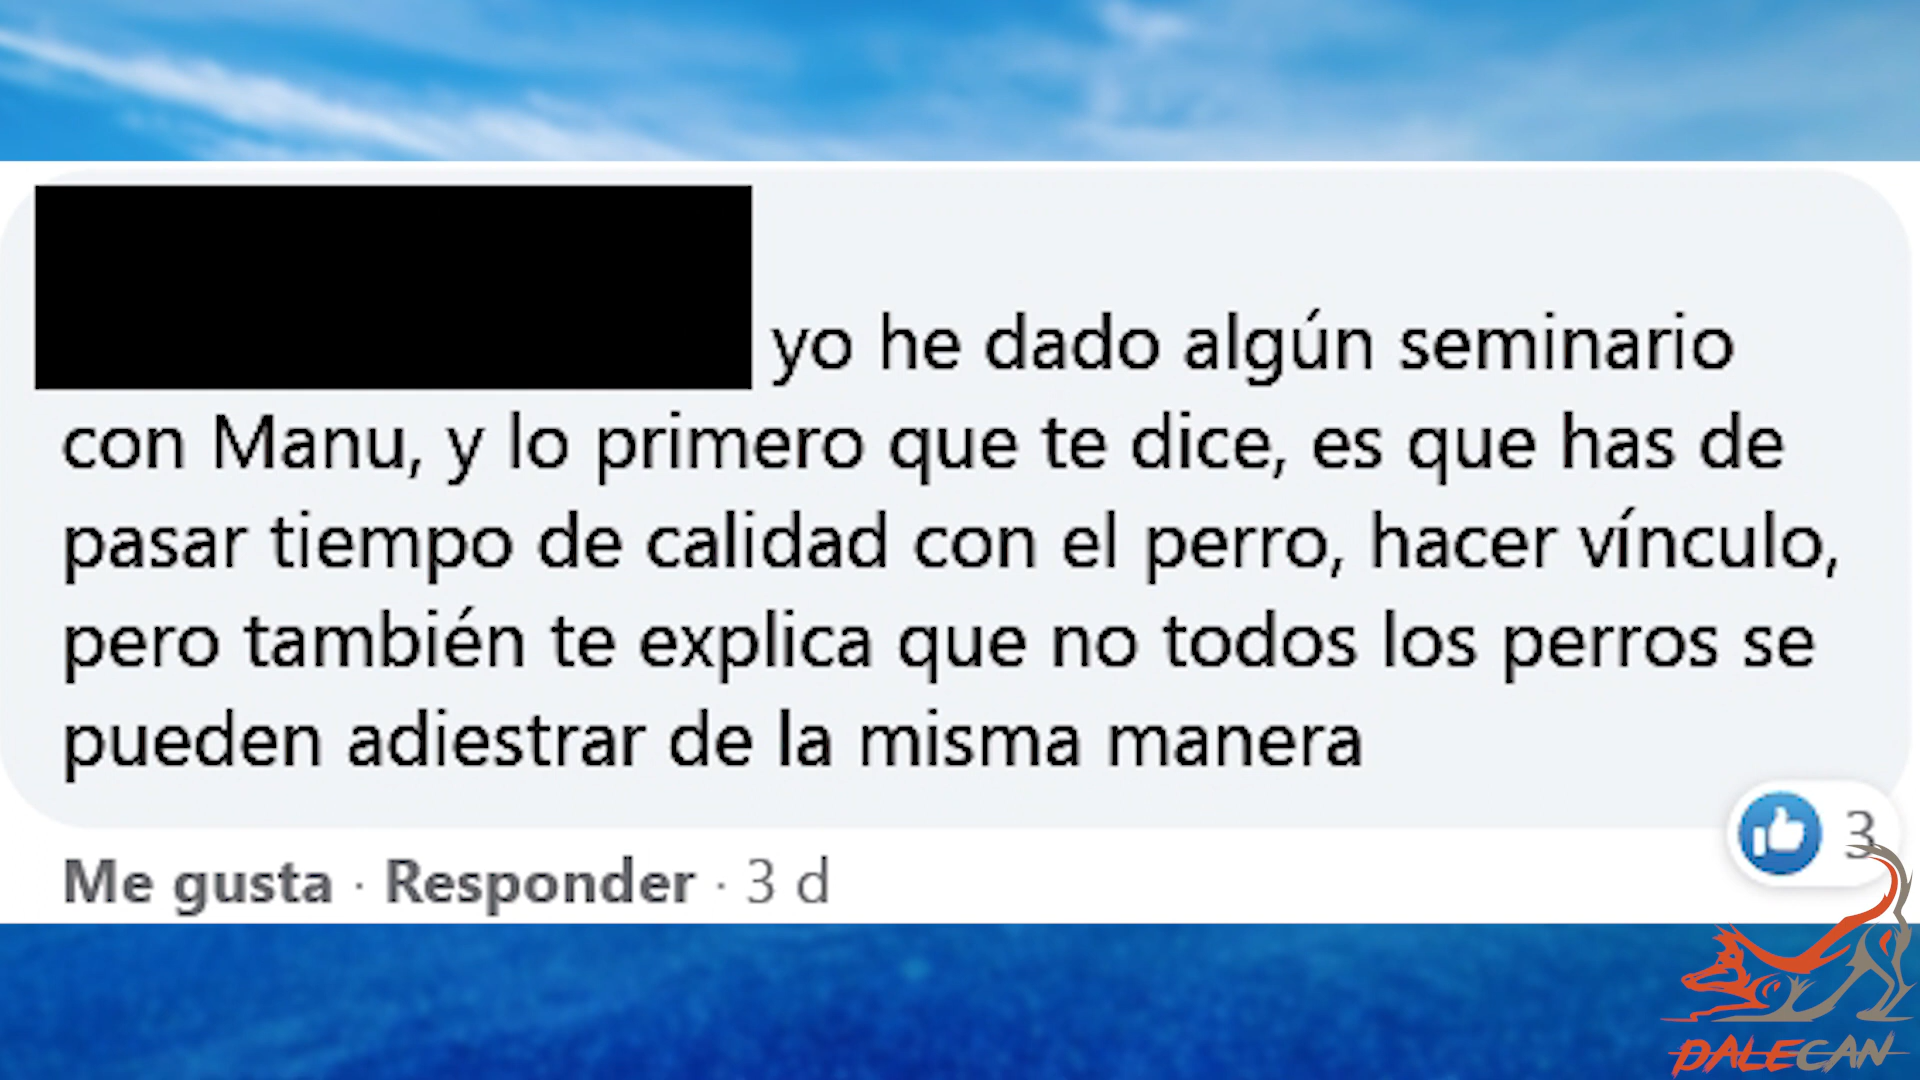 yo he dado algún seminario
con Manu, y lo primero que te dice, es que has de
pasar tiempo de calidad con el perro, hacer vínculo,
pero también te explica que no todos los perros se
pueden adiestrar de la misma manera
3
Me gusta · Responder · 3 d
DALECAN